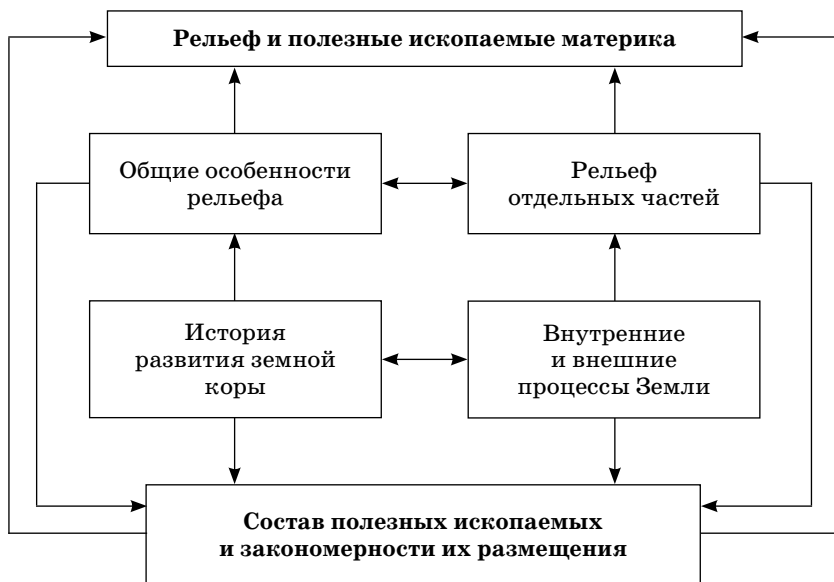 Рельеф и полезные ископаемые материка
Общие особенности
рельефа
Рельеф
отдельных частей
История
развития земной
коры
Внутренние
и внешние
процессы Земли
Состав полезных ископаемых
и закономерности их размещения